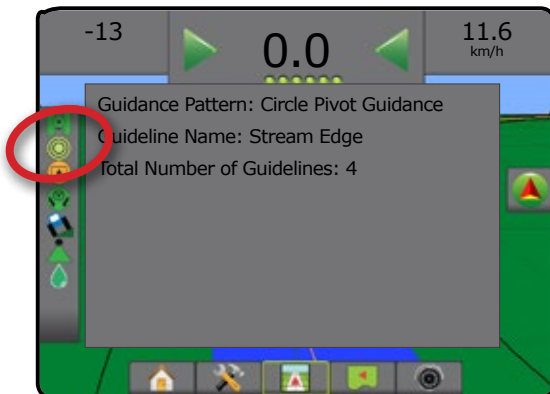 -13
0.0
11.6
km/h
Guidance Pattern: Circle Pivot Guidance
Guideline Name: Stream Edge
Total Number of Guidelines: 4